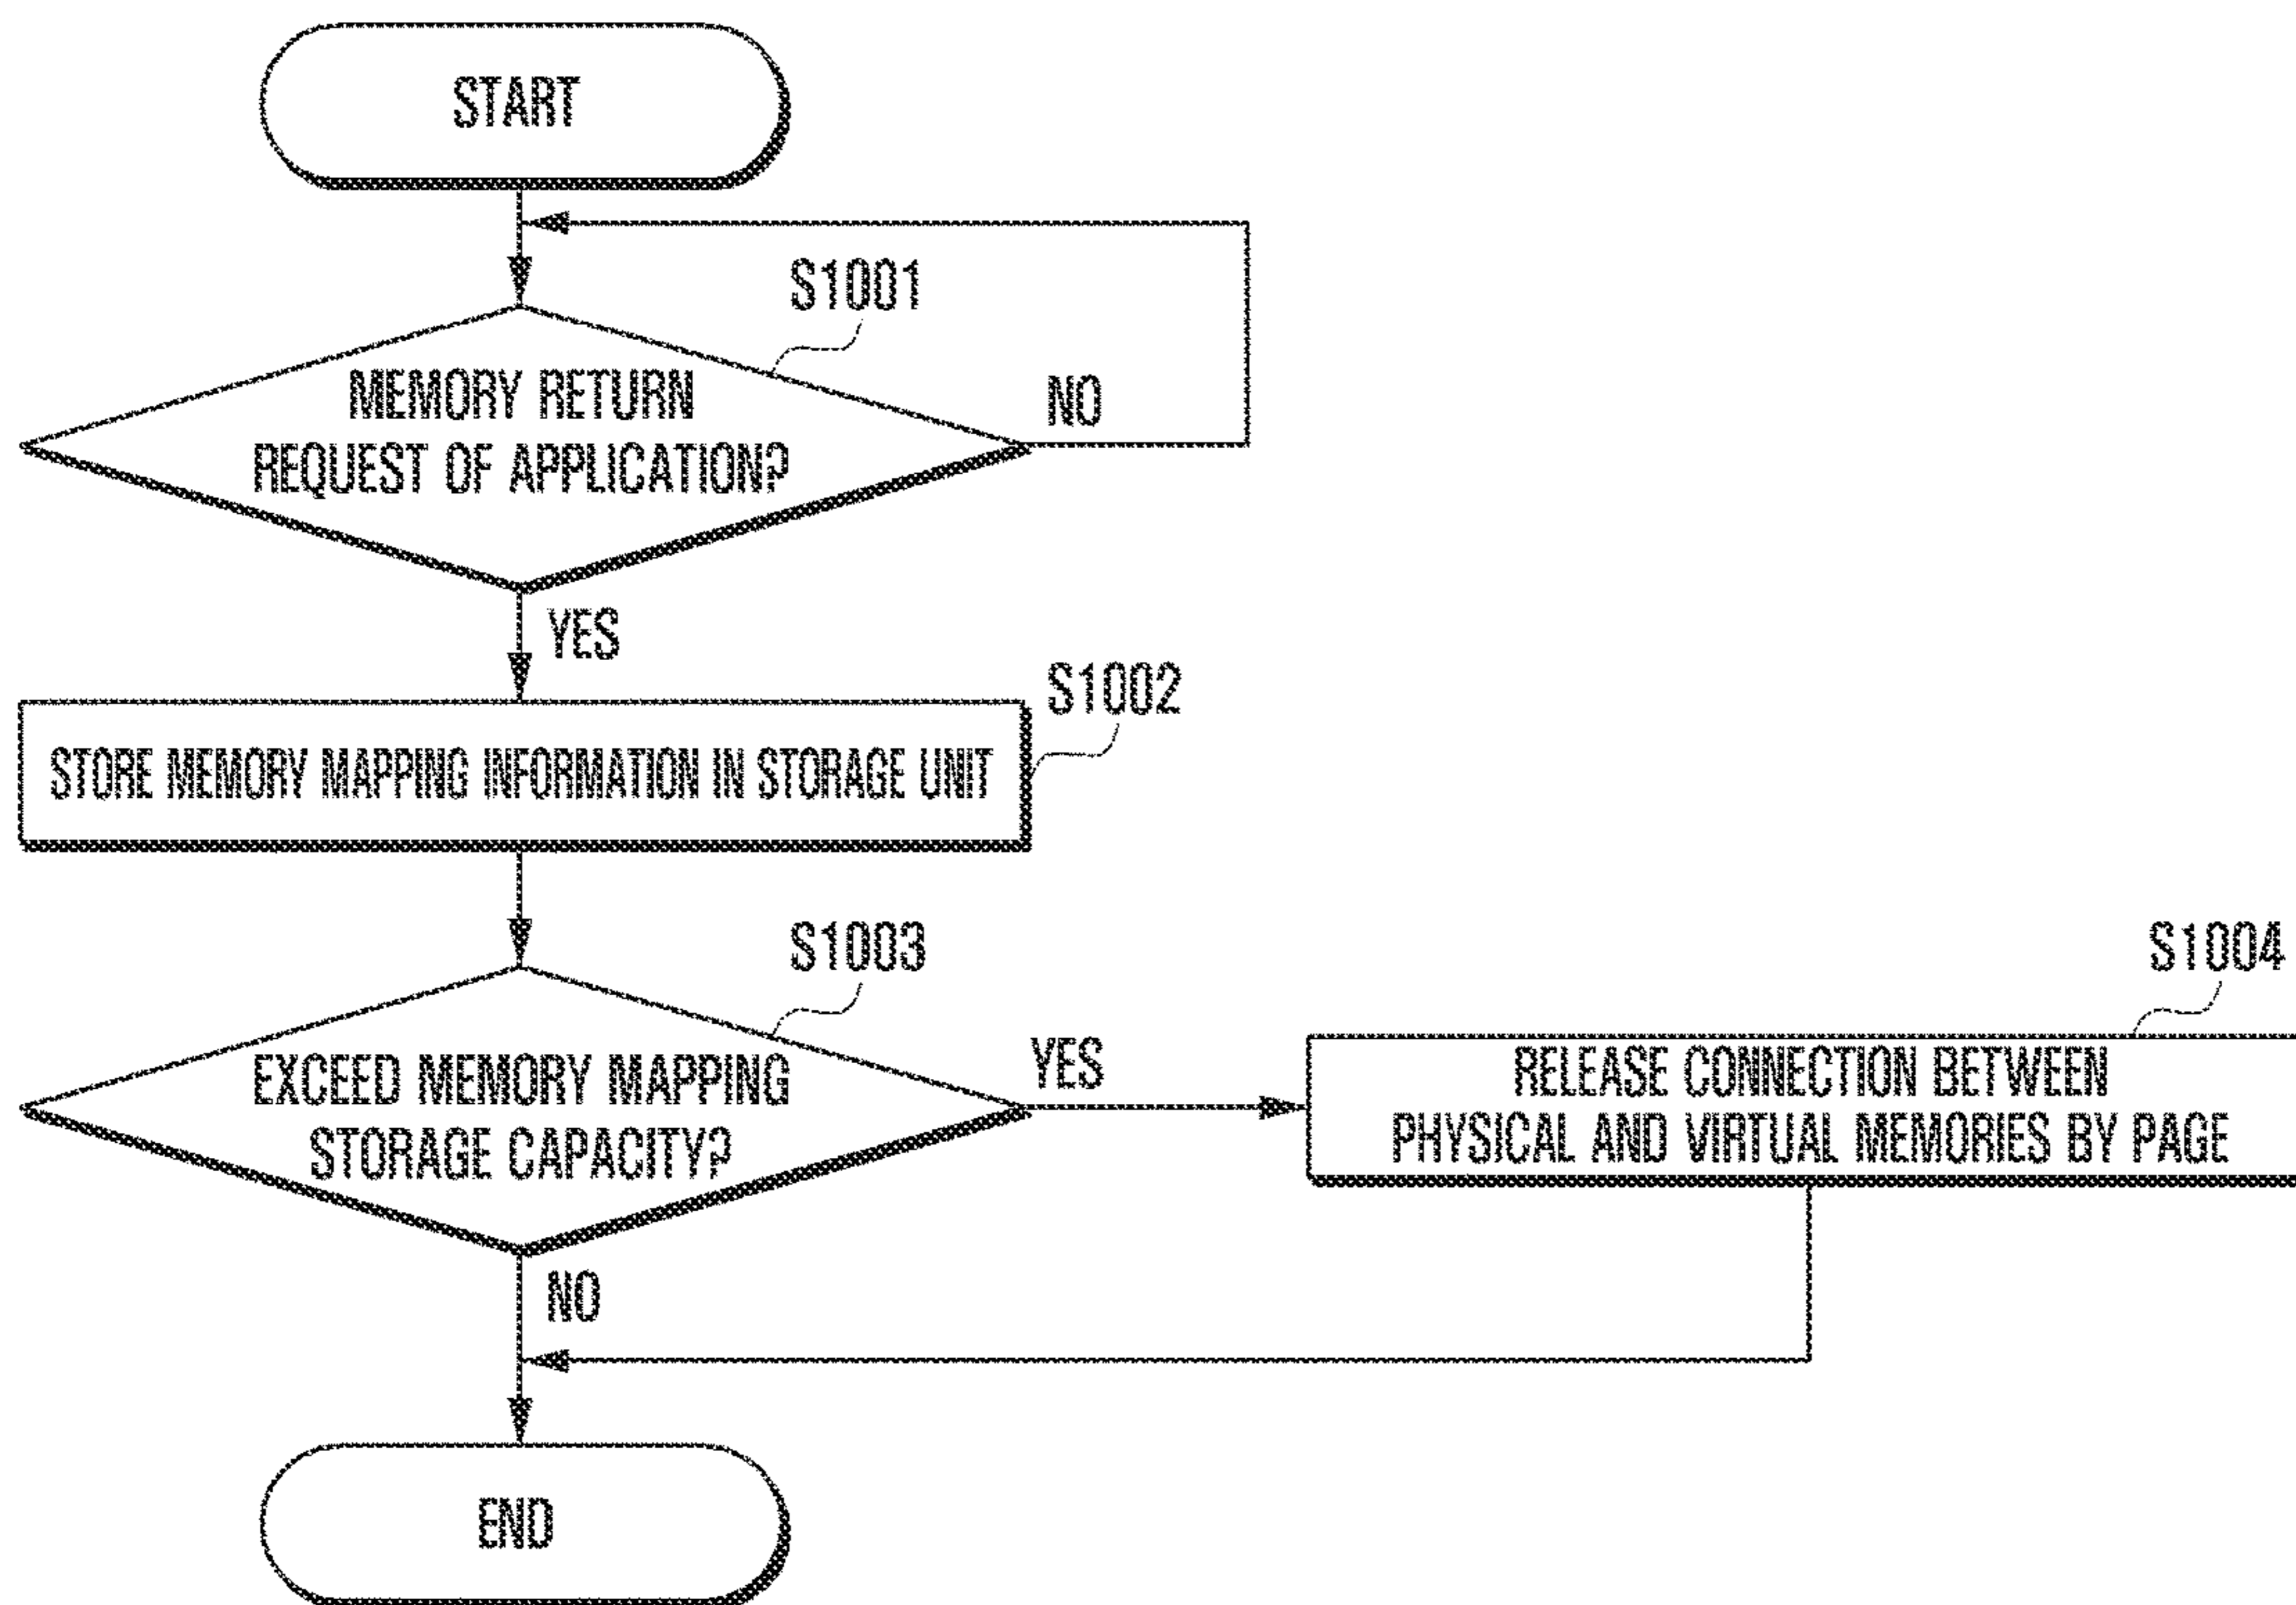 START
S1001
MEMORY RETURN
REQUEST OF APPLICATION?
NO
YES
S1002
STORE MEMORY MAPPING INFORMATION IN STORAGE UNIT
S1003
EXCEED MEMORY MAPPING
STORAGE CAPACITY?
YES
S1004
RELEASE CONNECTION BETWEEN
PHYSICAL AND VIRTUAL MEMORIES BY PAGE
NO
END